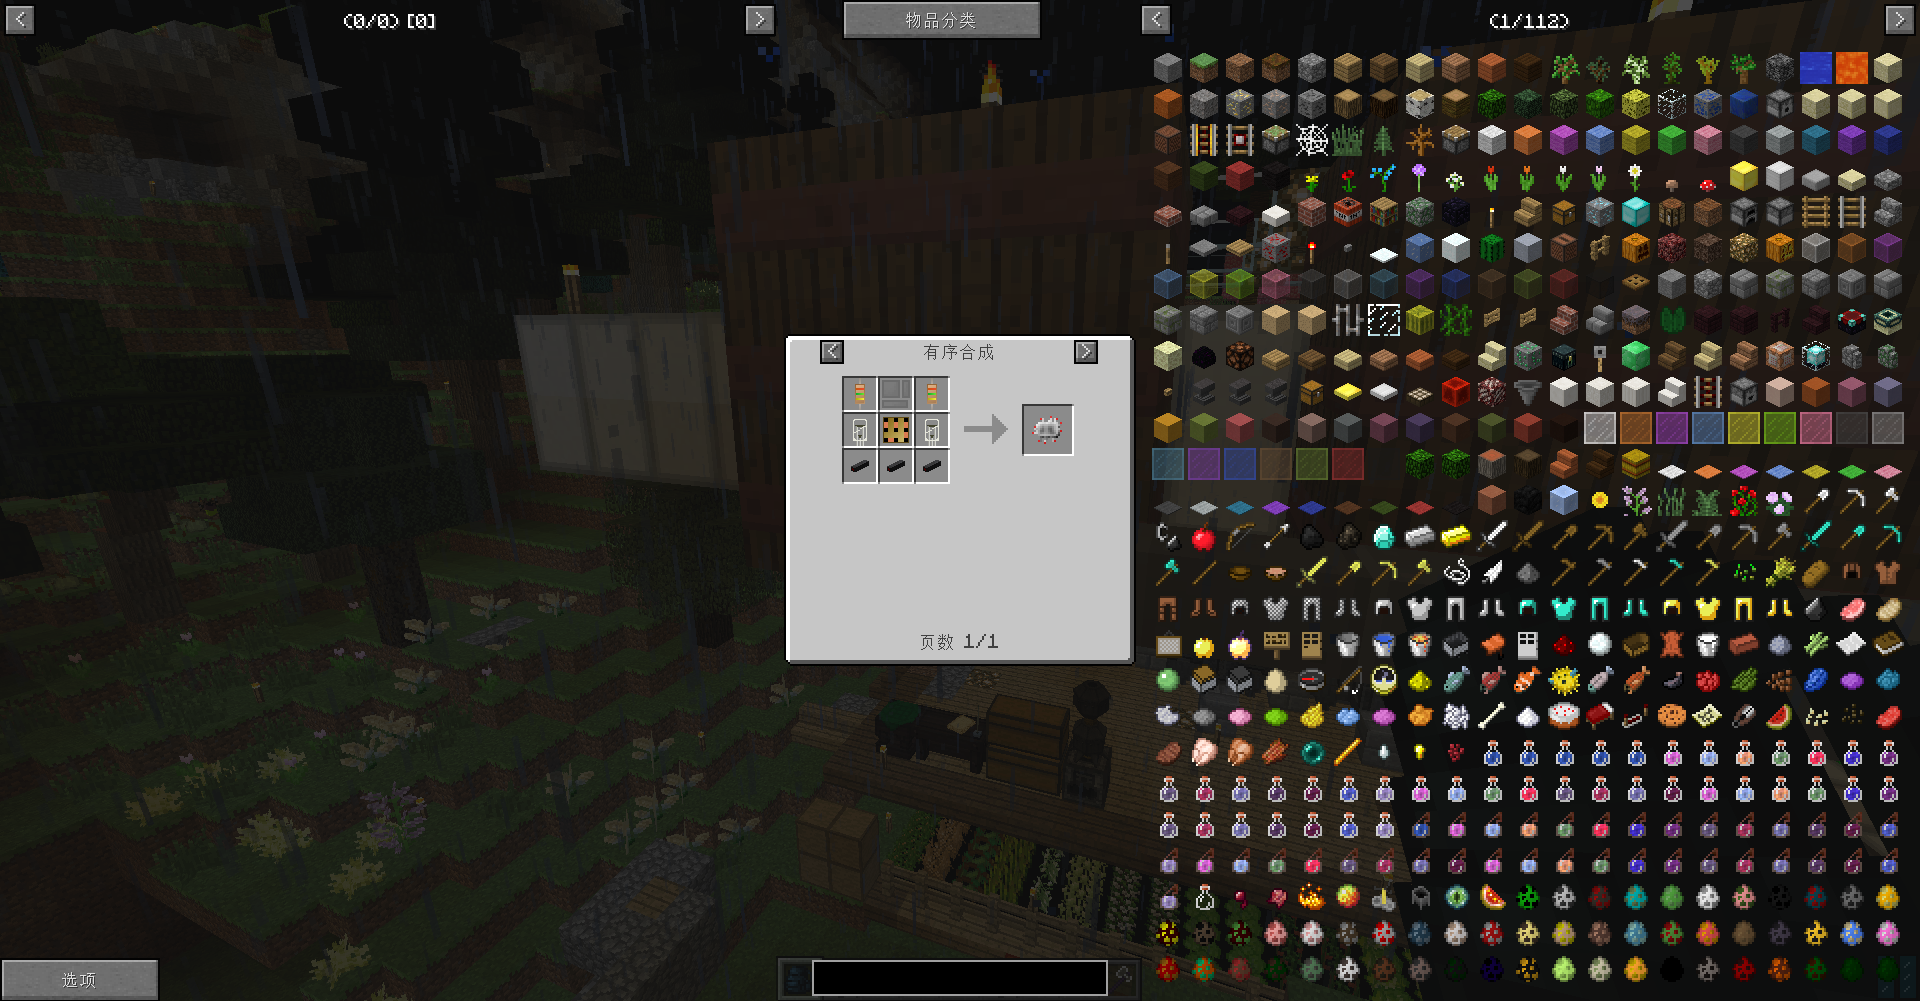 (0/0) [0]
物品分类
(1/112)
有序合成
页数 1/1
选项